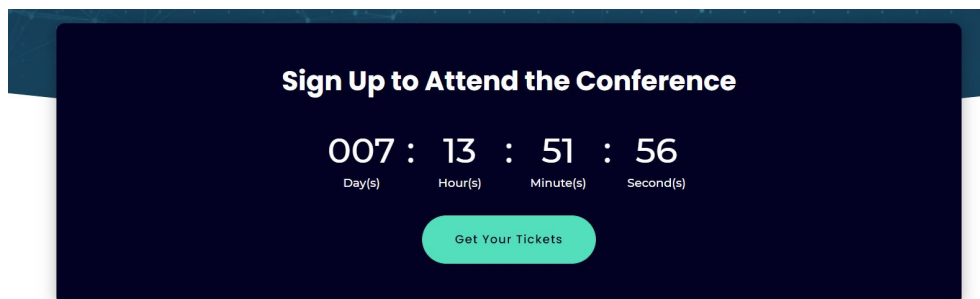 Sign Up to Attend the Conference
007 : 13 : 51 : 56
Day(s) Hour(s) Minute(s) Second(s)
Get Your Tickets